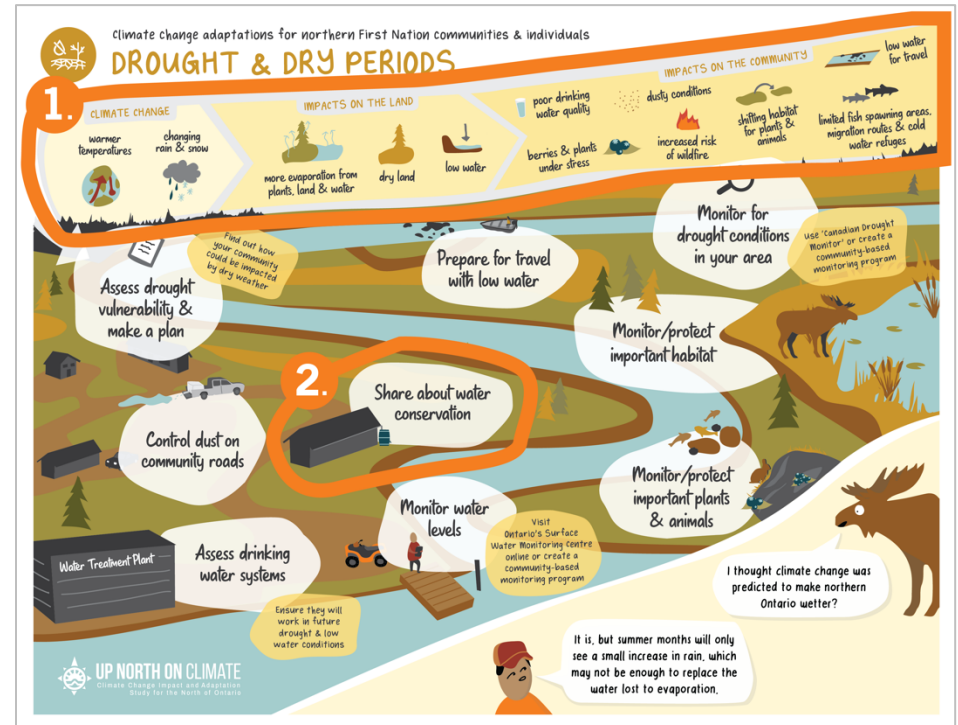 Climate change adaptations for northern First Nation communities & individuals
DROUGHT & DRY PERIODS
1.
CLIMATE CHANGE
warmer
temperatures
changing
rain & snow
IMPACTS ON THE LAND
more evaporation from
plants, land & water
dry land
low water
IMPACTS ON THE COMMUNITY
poor drinking
water quality
dusty conditions
berries & plants
under stress
increased risk
of wildfire
shifting habitat
for plants &
animals
low water
for travel
limited fish spawning areas,
migration routes & cold
water refuges
Assess drought
vulnerability &
make a plan
Find out how
your community
could be impacted
by dry weather
Prepare for travel
with low water
Monitor for
drought conditions
in your area
use 'Canadian Drought
Monitor' or create a
community-based
monitoring program
Monitor/protect
important habitat
2.
Share about water
conservation
Control dust on
community roads
Monitor/protect
important plants
& animals
Monitor water
levels
Visit
Ontario's Surface
Water Monitoring Centre
online or create a
community-based
monitoring program
Water Treatment Plant
Assess drinking
water systems
Ensure they will
work in future
drought & low
water conditions
I thought climate change was
predicted to make northern
Ontario wetter?
It is, but summer months will only
see a small increase in rain, which
may not be enough to replace the
water lost to evaporation.
UP NORTH ON CLIMATE
Climate Change Impact and Adaptation
Study for the North of Ontario